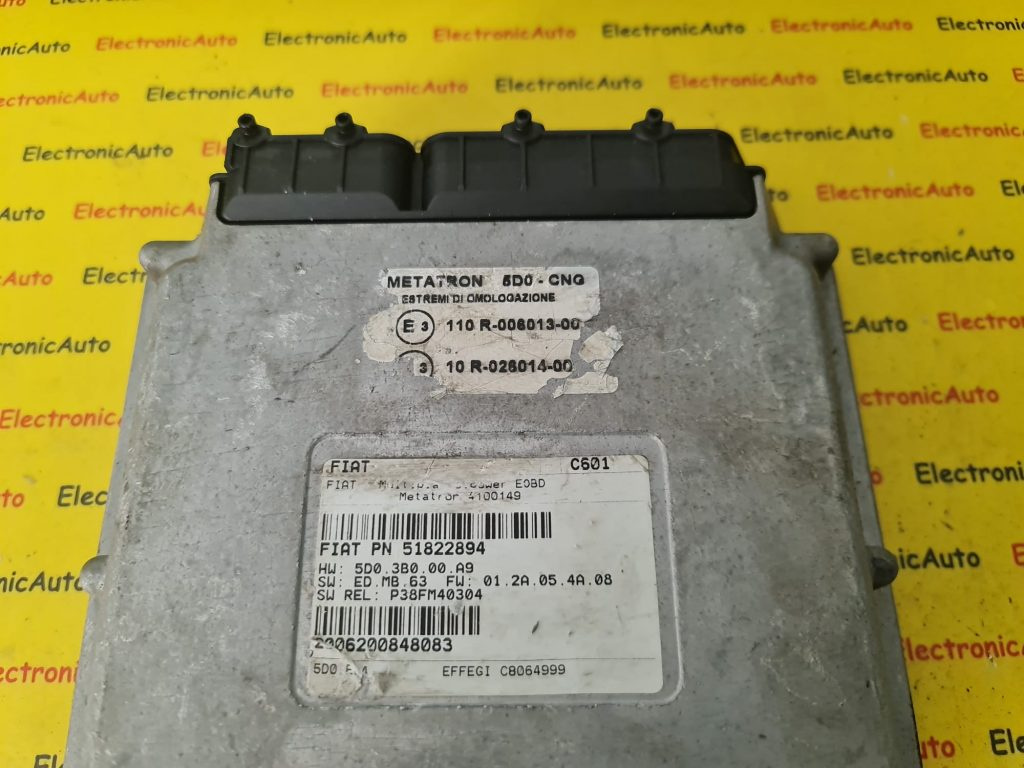 METATRON 5D0 - CNG
ESTREMI DI OMOLOGAZIONE
E 3 110 R-006013-00
3 10 R-026014-00
FIAT C601
FIAT EOBD
Metatron 4100149
FIAT PN 51822894
HW: 5D0.3B0.00.A9
SW: ED.MB.63 FW: 01.2A.05.4A.08
SW REL: P38FM40304
2006200848083
5D0 EFFEGI C8064999
ElectronicAuto